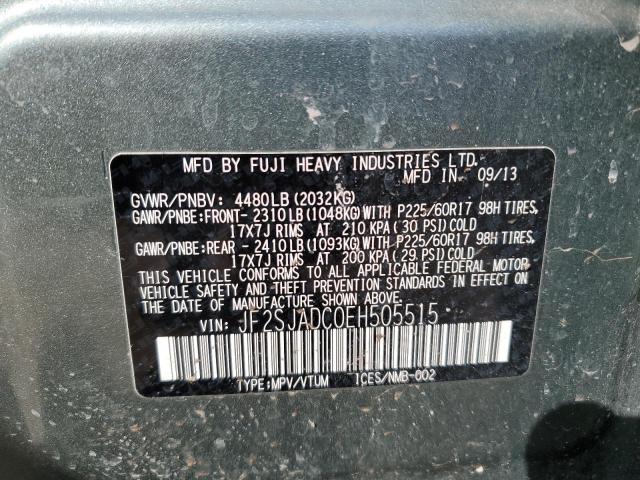 MFD BY FUJI HEAVY INDUSTRIES LTD.
MFD IN 09/13
GVWR/PNBV: 4480LB (2032KG)
GAWR/PNBE:FRONT- 2310LB (1048KG)WITH P225/60R17 98H TIRES,
17X7J RIMS AT 210 KPA (30 PSI)COLD
GAWR/PNBE:REAR - 2410LB (1093KG)WITH P225/60R17 98H TIRES,
17X7J RIMS AT 200 KPA (29 PSI)COLD
THIS VEHICLE CONFORMS TO ALL APPLICABLE FEDERAL MOTOR
VEHICLE SAFETY AND THEFT PREVENTION STANDARDS IN EFFECT ON
THE DATE OF MANUFACTURE SHOWN ABOVE.
VIN: JF2SJADC0EH505515
TYPE:MPV/VTUM ICES/NMB-002